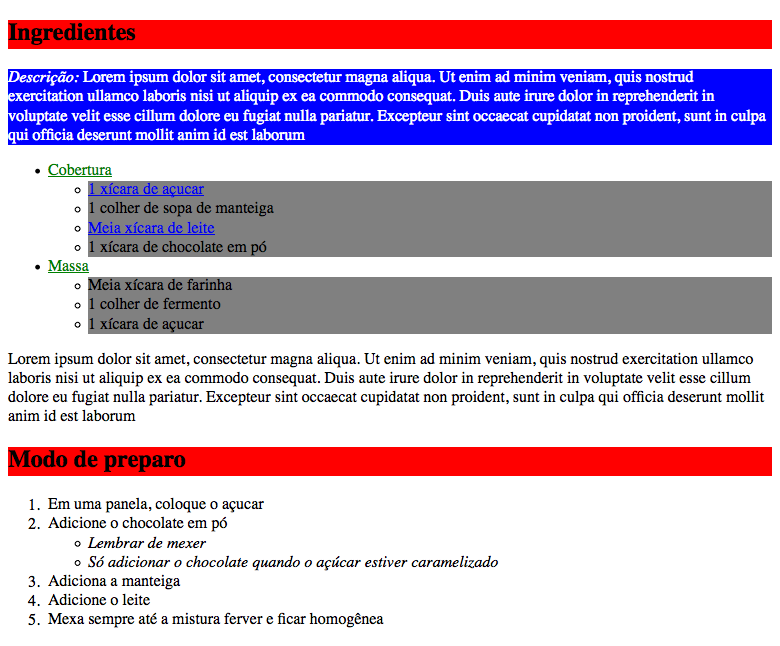 Ingredientes
Descrição: Lorem ipsum dolor sit amet, consectetur magna aliqua. Ut enim ad minim veniam, quis nostrud
exercitation ullamco laboris nisi ut aliquip ex ea commodo consequat. Duis aute irure dolor in reprehenderit in
voluptate velit esse cillum dolore eu fugiat nulla pariatur. Excepteur sint occaecat cupidatat non proident, sunt in culpa
qui officia deserunt mollit anim id est laborum
Cobertura
1 xícara de açucar
1 colher de sopa de manteiga
Meia xícara de leite
1 xícara de chocolate em pó
Massa
Meia xícara de farinha
1 colher de fermento
1 xícara de açucar
Lorem ipsum dolor sit amet, consectetur magna aliqua. Ut enim ad minim veniam, quis nostrud exercitation ullamco
laboris nisi ut aliquip ex ea commodo consequat. Duis aute irure dolor in reprehenderit in voluptate velit esse cillum
dolore eu fugiat nulla pariatur. Excepteur sint occaecat cupidatat non proident, sunt in culpa qui officia deserunt mollit
anim id est laborum
Modo de preparo
1. Em uma panela, coloque o açucar
2. Adicione o chocolate em pó
Lembrar de mexer
Só adicionar o chocolate quando o açúcar estiver caramelizado
3. Adiciona a manteiga
4. Adicione o leite
5. Mexa sempre até a mistura ferver e ficar homogênea